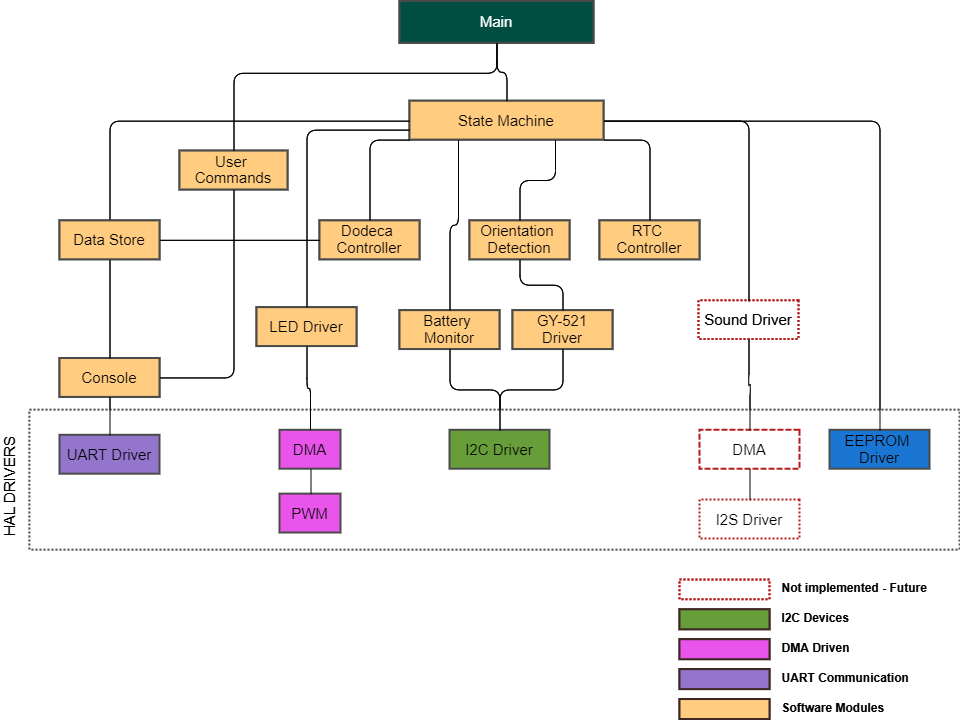 Main
State Machine
User
Commands
Data Store
Dodeca
Controller
Orientation
Detection
RTC
Controller
LED Driver
Battery
Monitor
GY-521
Driver
Sound Driver
Console
HAL DRIVERS
UART Driver
DMA
I2C Driver
DMA
EEPROM
Driver
PWM
I2S Driver
Not implemented - Future
I2C Devices
DMA Driven
UART Communication
Software Modules